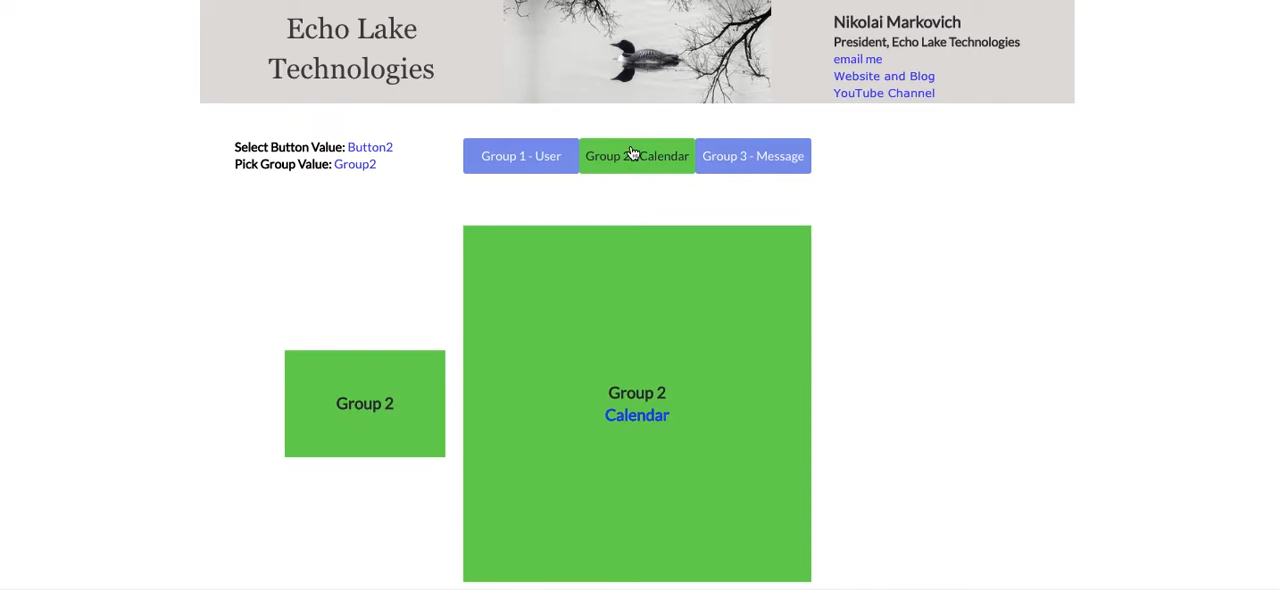 Echo Lake
Technologies
Nikolai Markovich
President, Echo Lake Technologies
email me
Website and Blog
YouTube Channel
Select Button Value: Button2
Pick Group Value: Group2
Group 1 - User
Group 2 - Calendar
Group 3 - Message
Group 2
Group 2
Calendar